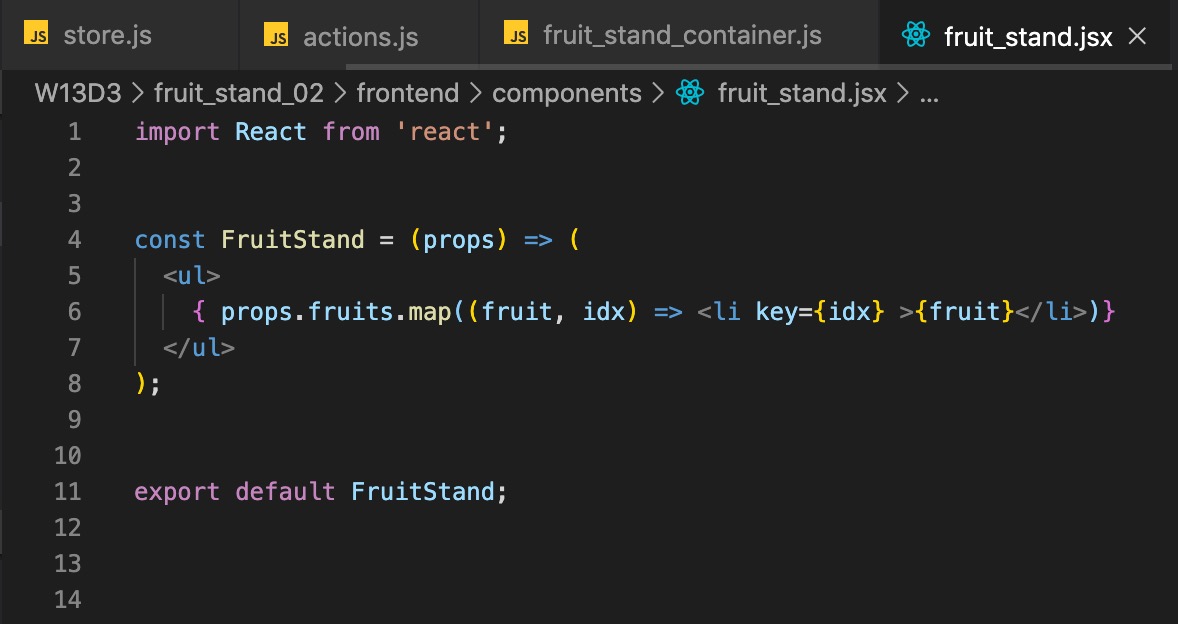 JS store.js JS actions.js JS fruit_stand_container.js fruit_stand.jsx
W13D3 > fruit_stand_02 > frontend > components > fruit_stand.jsx > ...
1 import React from 'react';
2
3
4 const FruitStand = (props) => (
5   <ul>
6     { props.fruits.map((fruit, idx) => <li key={idx} >{fruit}</li>)}
7   </ul>
8 );
9
10
11 export default FruitStand;
12
13
14